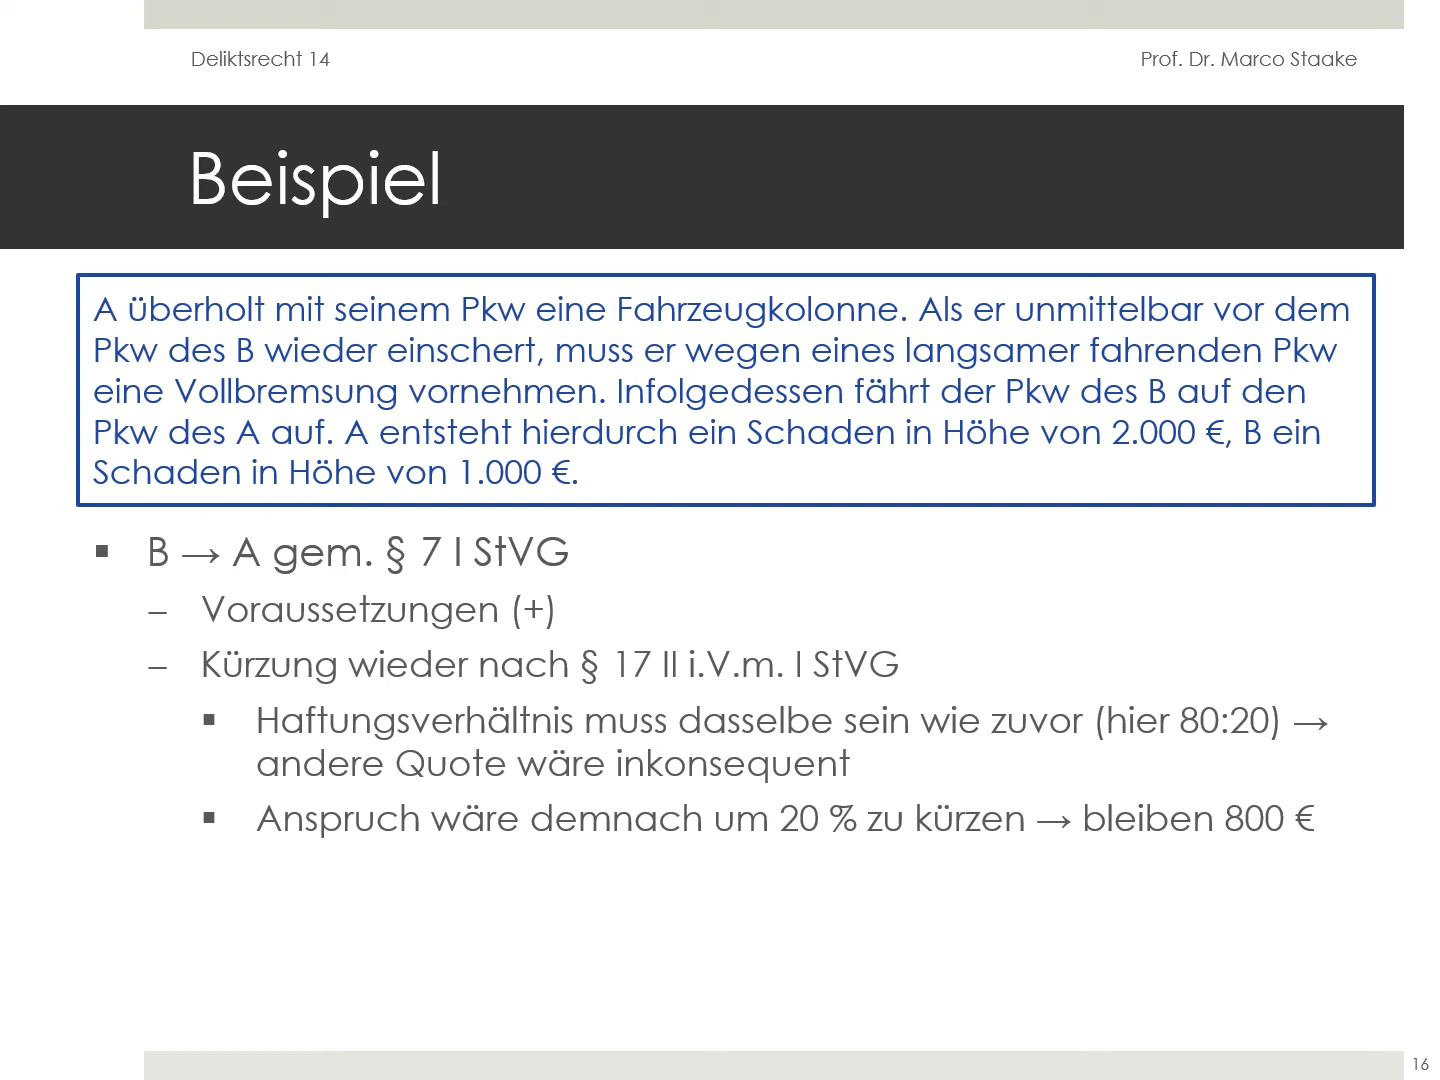 Deliktsrecht 14
Prof. Dr. Marco Staake
Beispiel
A überholt mit seinem Pkw eine Fahrzeugkolonne. Als er unmittelbar vor dem
Pkw des B wieder einschert, muss er wegen eines langsamer fahrenden Pkw
eine Vollbremsung vornehmen. Infolgedessen fährt der Pkw des B auf den
Pkw des A auf. A entsteht hierdurch ein Schaden in Höhe von 2.000 €, B ein
Schaden in Höhe von 1.000 €.
▪ B → A gem. § 7 I StVG
– Voraussetzungen (+)
– Kürzung wieder nach § 17 II i.V.m. I StVG
▪ Haftungsverhältnis muss dasselbe sein wie zuvor (hier 80:20) →
andere Quote wäre inkonsequent
▪ Anspruch wäre demnach um 20 % zu kürzen → bleiben 800 €
16